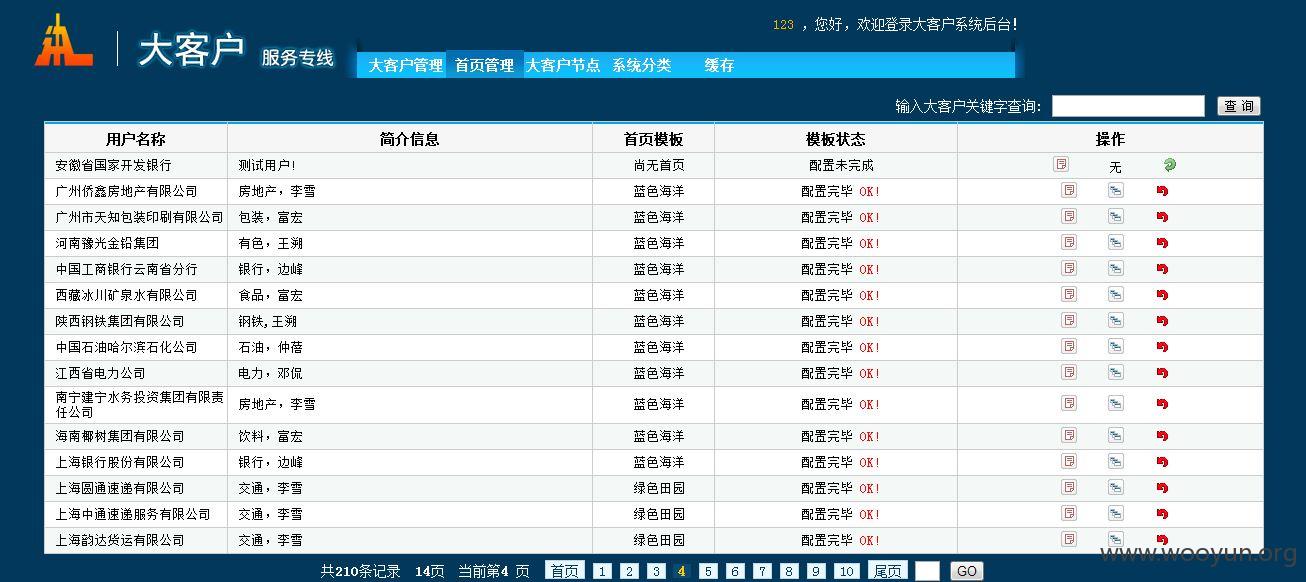 123 ，您好，欢迎登录大客户系统后台！
大客户 服务专线
大客户管理 首页管理 大客户节点 系统分类 缓存
输入大客户关键字查询： 查 询
用户名称 简介信息 首页模板 模板状态 操作
安徽省国家开发银行 测试用户！ 尚无首页 配置未完成 无
广州侨鑫房地产有限公司 房地产，李雪 蓝色海洋 配置完毕 OK!
广州市天知包装印刷有限公司 包装，富宏 蓝色海洋 配置完毕 OK!
河南豫光金铅集团 有色，王溯 蓝色海洋 配置完毕 OK!
中国工商银行云南省分行 银行，边峰 蓝色海洋 配置完毕 OK!
西藏冰川矿泉水有限公司 食品，富宏 蓝色海洋 配置完毕 OK!
陕西钢铁集团有限公司 钢铁,王溯 蓝色海洋 配置完毕 OK!
中国石油哈尔滨石化公司 石油，仲蓓 蓝色海洋 配置完毕 OK!
江西省电力公司 电力，邓侃 蓝色海洋 配置完毕 OK!
南宁建宁水务投资集团有限责
任公司 房地产，李雪 蓝色海洋 配置完毕 OK!
海南椰树集团有限公司 饮料，富宏 蓝色海洋 配置完毕 OK!
上海银行股份有限公司 银行，边峰 蓝色海洋 配置完毕 OK!
上海圆通速递有限公司 交通，李雪 绿色田园 配置完毕 OK!
上海中通速递服务有限公司 交通，李雪 绿色田园 配置完毕 OK!
上海韵达货运有限公司 交通，李雪 绿色田园 配置完毕 OK!
www.wooyun.org
共210条记录 14页 当前第4 页 首页 1 2 3 4 5 6 7 8 9 10 尾页 GO